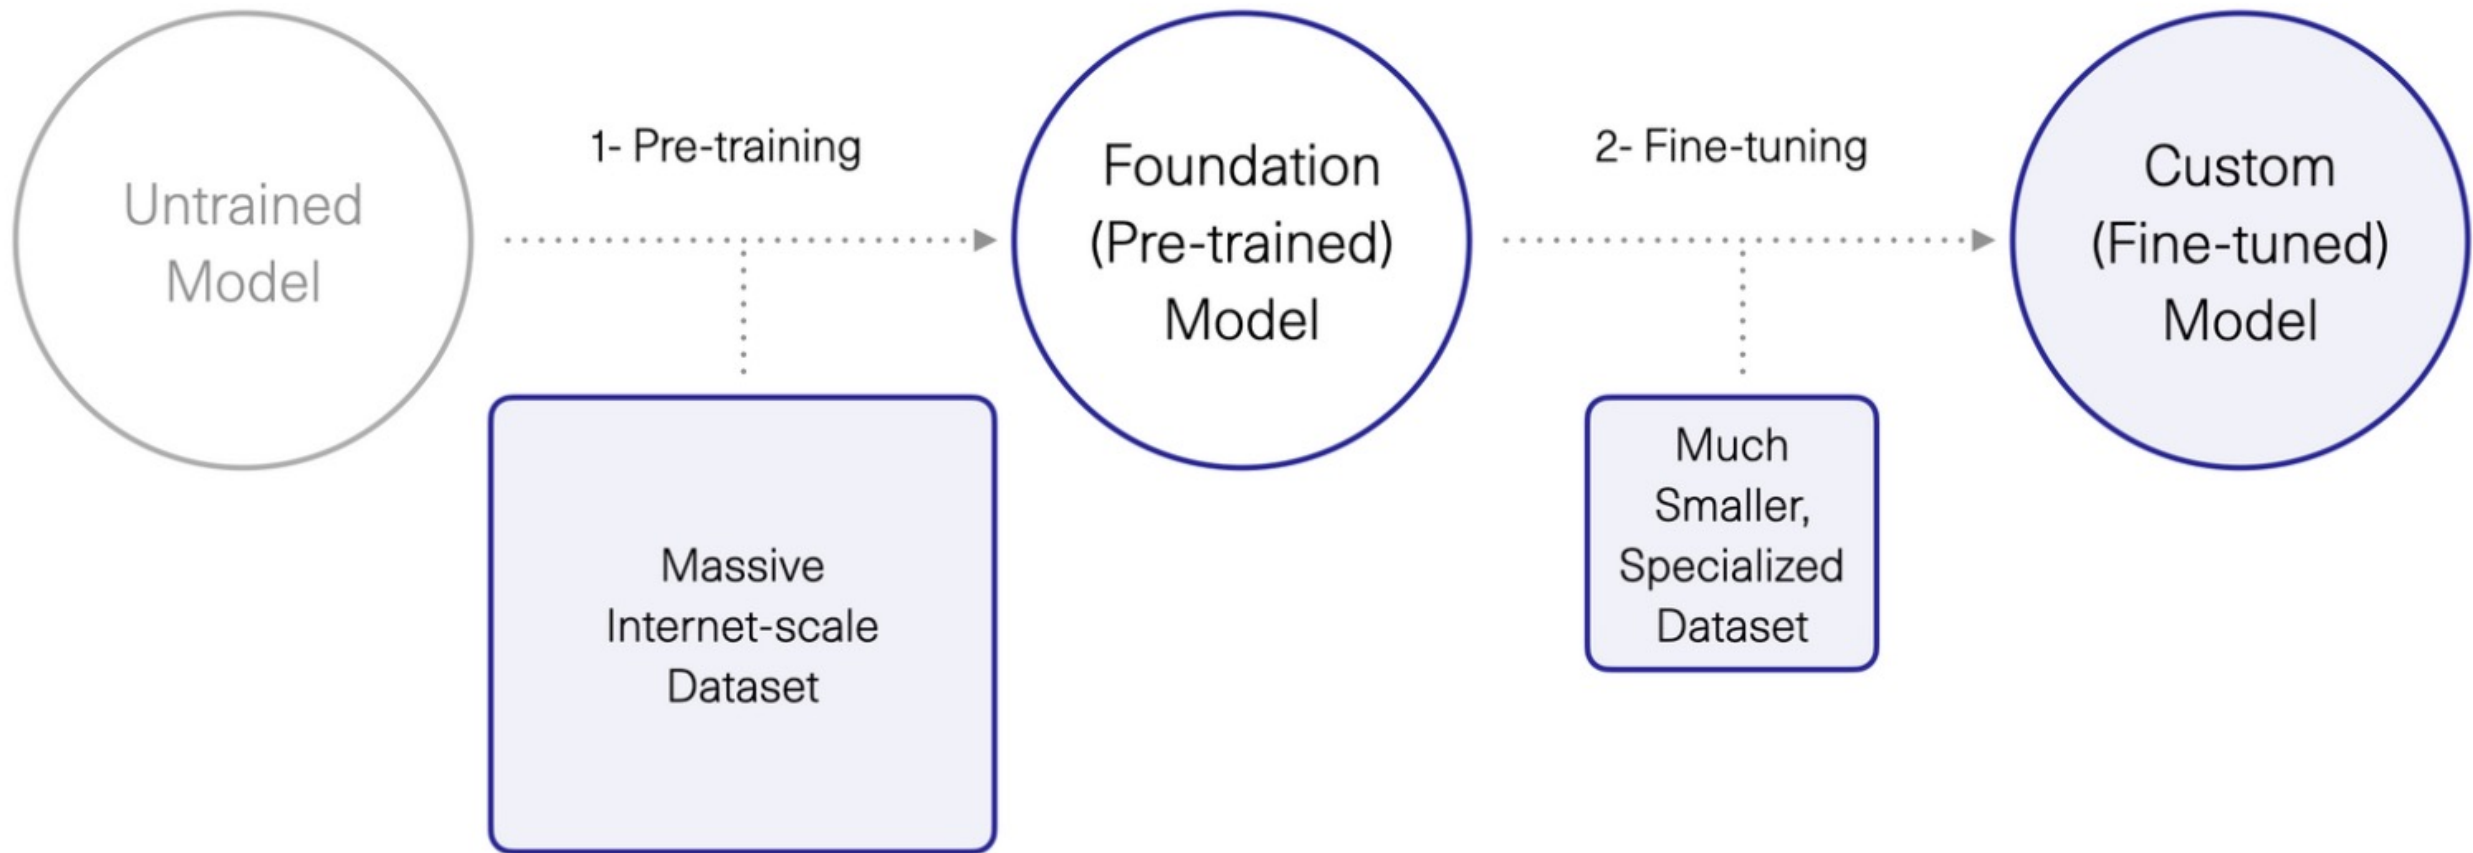 Untrained
Model
1- Pre-training
Massive
Internet-scale
Dataset
Foundation
(Pre-trained)
Model
2- Fine-tuning
Much
Smaller,
Specialized
Dataset
Custom
(Fine-tuned)
Model